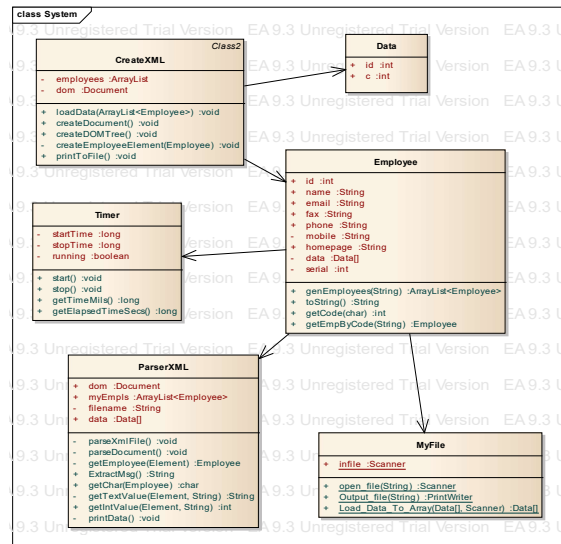 class System
Class2
CreateXML
- employees :ArrayList
- dom :Document
+ loadData(ArrayList<Employee>) :void
+ createDocument() :void
+ createDOMTree() :void
- createEmployeeElement(Employee) :void
+ printToFile() :void
Data
+ id :int
+ c :int
Employee
+ id :int
+ name :String
+ email :String
+ fax :String
+ phone :String
- mobile :String
+ homepage :String
- data :Data[]
- serial :int
+ genEmployees(String) :ArrayList<Employee>
+ toString() :String
+ getCode(char) :int
+ getEmpByCode(String) :Employee
Timer
- startTime :long
- stopTime :long
- running :boolean
+ start() :void
+ stop() :void
+ getTimeMils() :long
+ getElapsedTimeSecs() :long
ParserXML
+ dom :Document
+ myEmpls :ArrayList<Employee>
- filename :String
+ data :Data[]
- parseXmlFile() :void
- parseDocument() :void
- getEmployee(Element) :Employee
+ ExtractMsg() :String
+ getChar(Employee) :char
- getTextValue(Element, String) :String
- getIntValue(Element, String) :int
- printData() :void
MyFile
+ infile :Scanner
+ open_file(String) :Scanner
+ Output_file(String) :PrintWriter
+ Load_Data_To_Array(Data[], Scanner) :Data[]
EA 9.3 Unregistered Trial Version